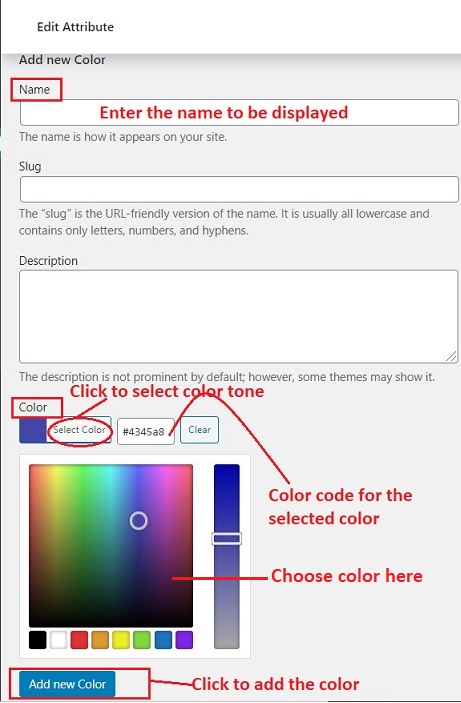 Edit Attribute
Add new Color
Name
Enter the name to be displayed
The name is how it appears on your site.
Slug
The “slug” is the URL-friendly version of the name. It is usually all lowercase and
contains only letters, numbers, and hyphens.
Description
The description is not prominent by default; however, some themes may show it.
Click to select color tone
Color
Select Color
#4345a8
Clear
Color code for the
selected color
Choose color here
Add new Color
Click to add the color